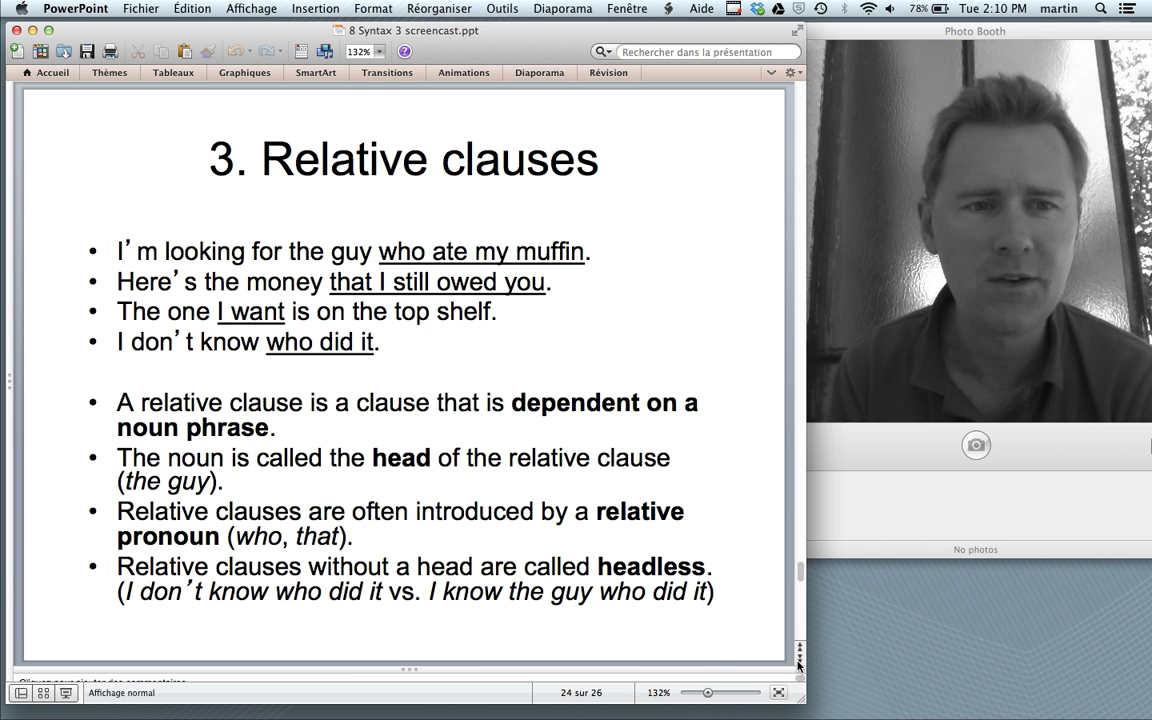 PowerPoint Fichier Édition Affichage Insertion Format Réorganiser Outils Diaporama Fenêtre Aide 78% Tue 2:10 PM martin
8 Syntax 3 screencast.ppt
Photo Booth
132% Rechercher dans la présentation
Accueil Thèmes Tableaux Graphiques SmartArt Transitions Animations Diaporama Révision
3. Relative clauses
• I’m looking for the guy who ate my muffin.
• Here’s the money that I still owed you.
• The one I want is on the top shelf.
• I don’t know who did it.
• A relative clause is a clause that is dependent on a
noun phrase.
• The noun is called the head of the relative clause
(the guy).
• Relative clauses are often introduced by a relative
pronoun (who, that).
• Relative clauses without a head are called headless.
(I don’t know who did it vs. I know the guy who did it)
No photos
Affichage normal 24 sur 26 132%